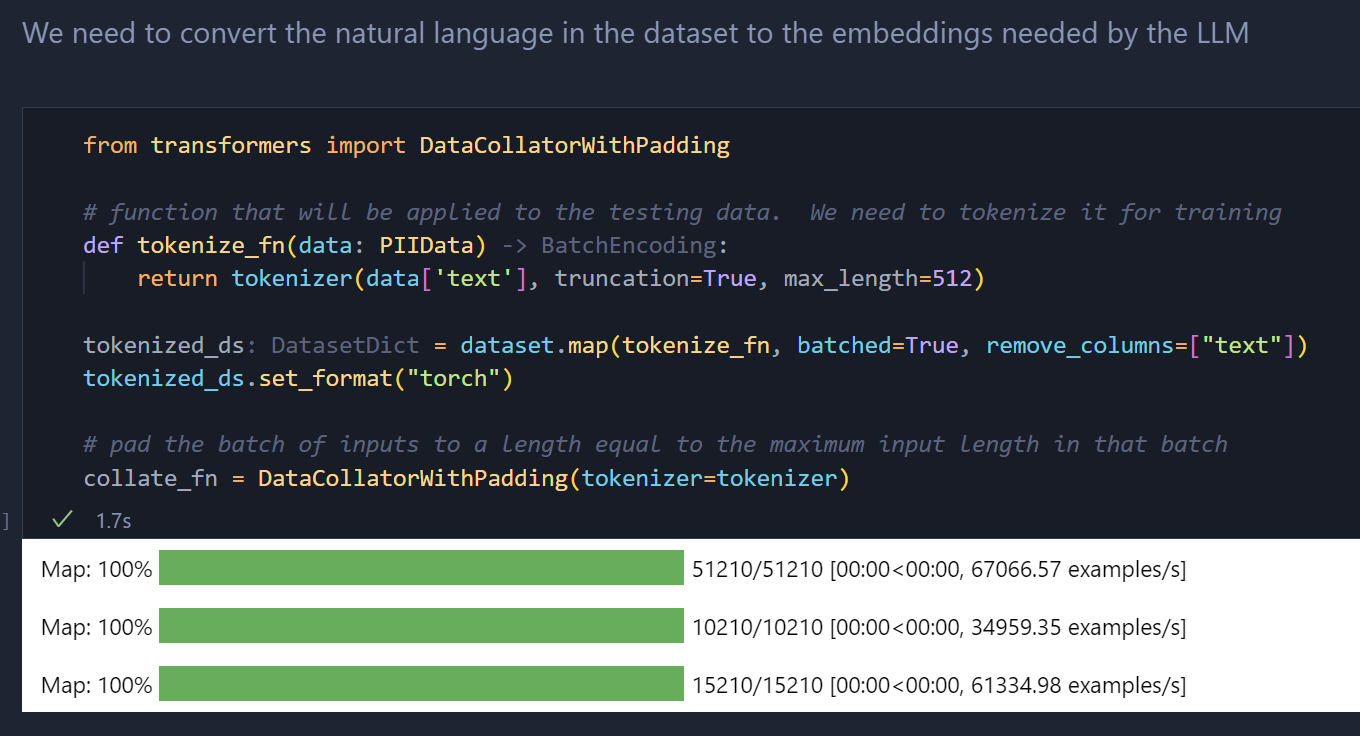 We need to convert the natural language in the dataset to the embeddings needed by the LLM
from transformers import DataCollatorWithPadding
# function that will be applied to the testing data.  We need to tokenize it for training
def tokenize_fn(data: PIIData) -> BatchEncoding:
    return tokenizer(data['text'], truncation=True, max_length=512)
tokenized_ds: DatasetDict = dataset.map(tokenize_fn, batched=True, remove_columns=["text"])
tokenized_ds.set_format("torch")
# pad the batch of inputs to a length equal to the maximum input length in that batch
collate_fn = DataCollatorWithPadding(tokenizer=tokenizer)
] ✓ 1.7s
Map: 100% 51210/51210 [00:00<00:00, 67066.57 examples/s]
Map: 100% 10210/10210 [00:00<00:00, 34959.35 examples/s]
Map: 100% 15210/15210 [00:00<00:00, 61334.98 examples/s]